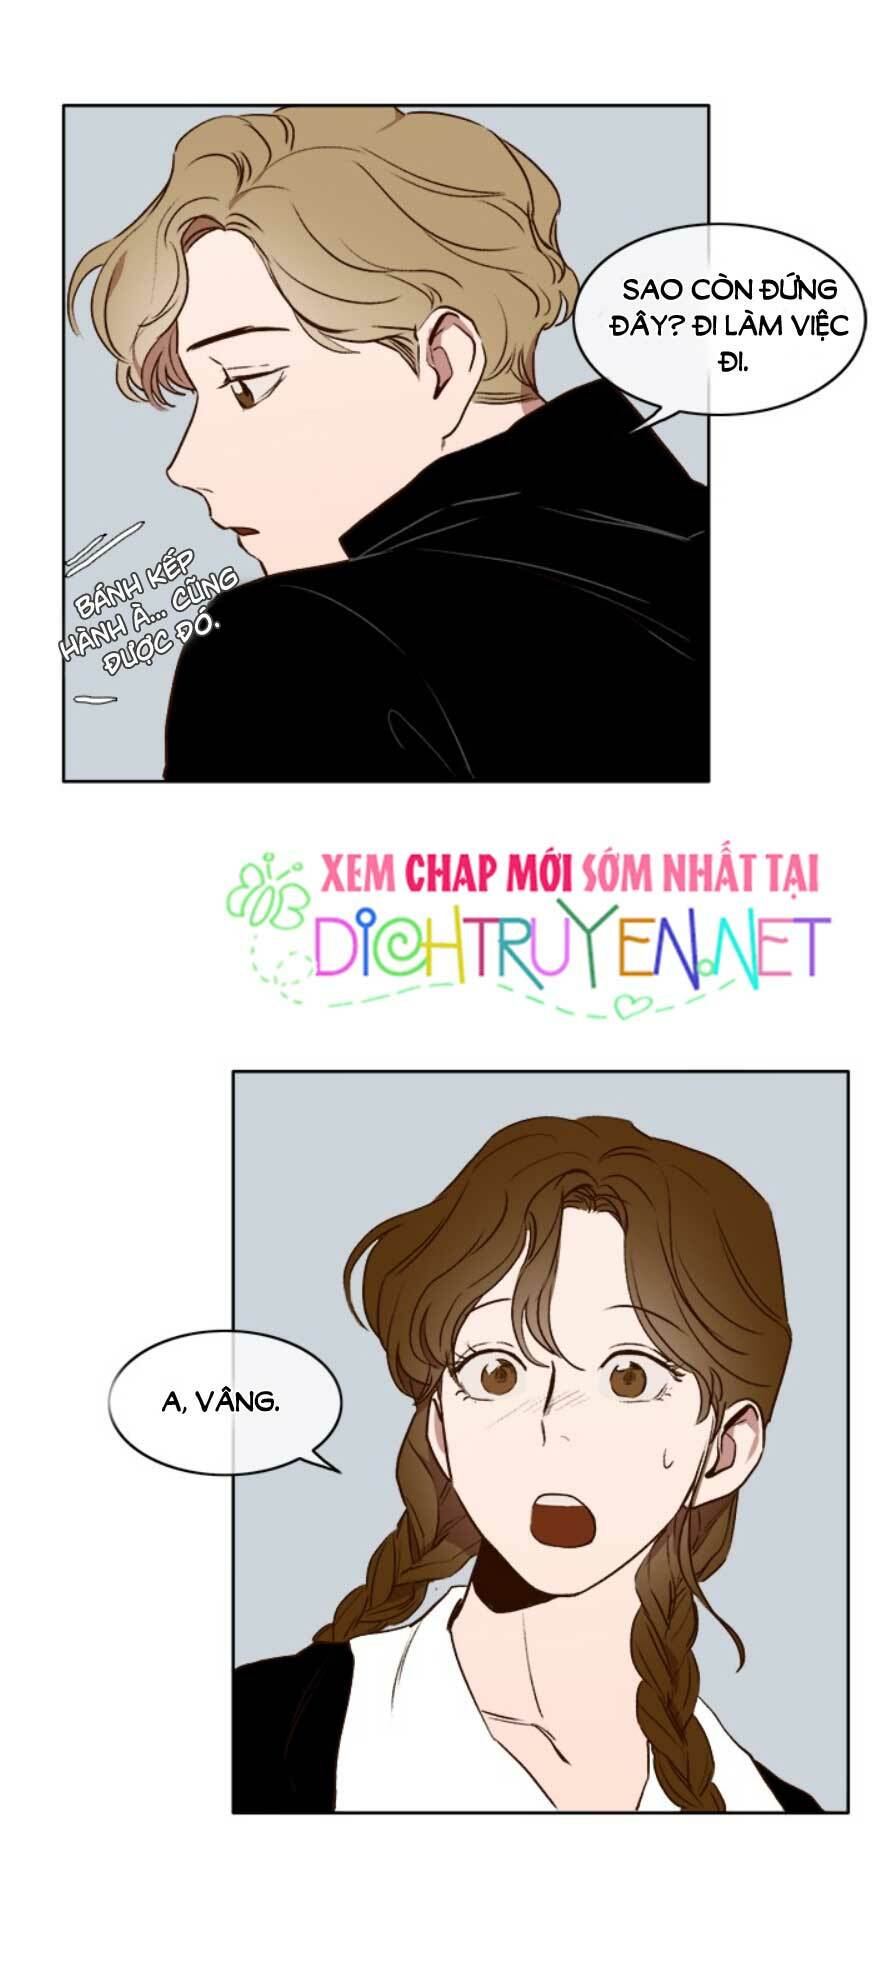 SAO CÒN ĐỨNG
ĐÂY? ĐI LÀM VIỆC
ĐI.
BÁNH KẾP
HÀNH À... CŨNG
ĐƯỢC ĐÓ.
XEM CHAP MỚI SỚM NHẤT TẠI
DICHTRUYEN.NET
A, VÂNG.